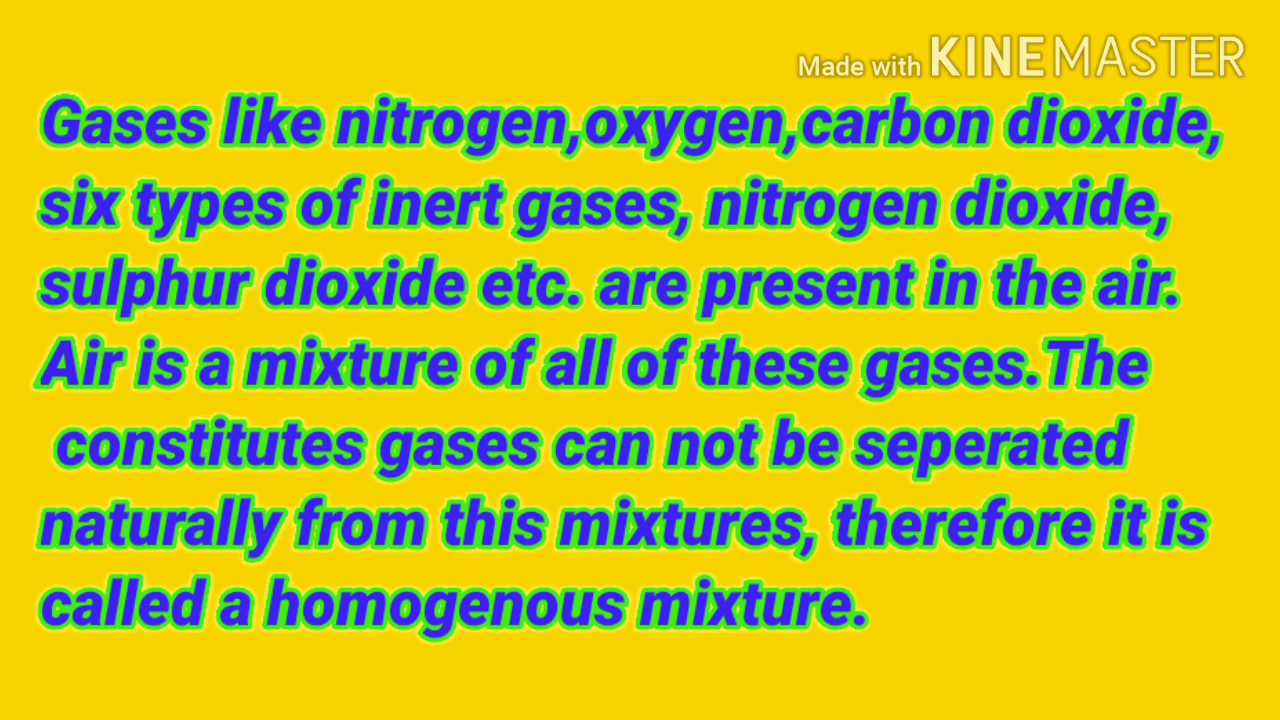 Made with KINEMASTER
Gases like nitrogen,oxygen,carbon dioxide,
six types of inert gases, nitrogen dioxide,
sulphur dioxide etc. are present in the air.
Air is a mixture of all of these gases.The
constitutes gases can not be seperated
naturally from this mixtures, therefore it is
called a homogenous mixture.